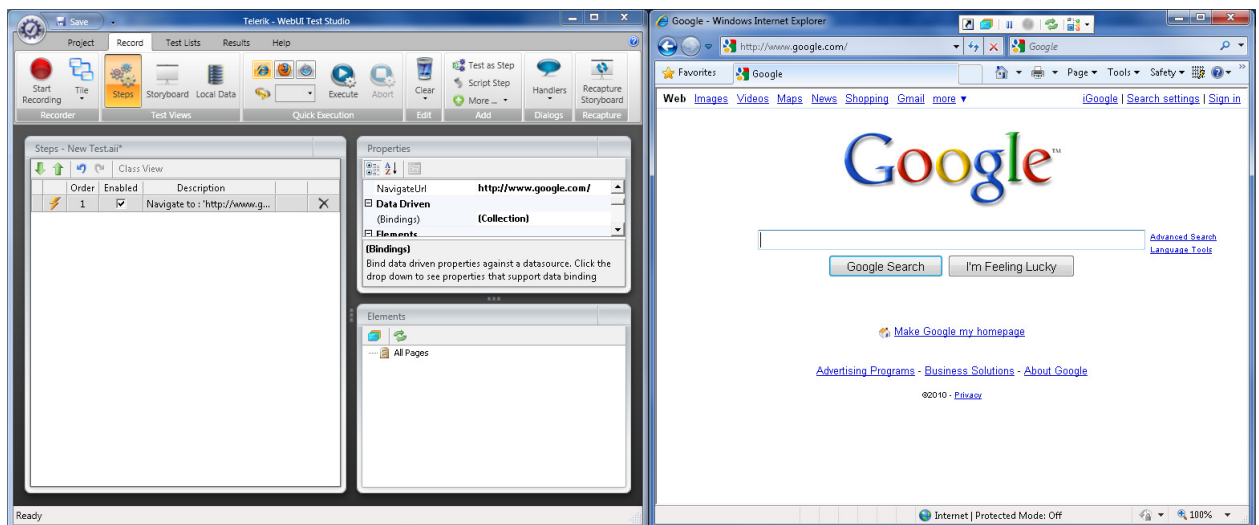 Save
Telerik - WebUI Test Studio
Project Record Test Lists Results Help
Start Recording
Tile
Steps
Storyboard
Local Data
Execute
Abort
Clear
Test as Step
Script Step
More ...
Handlers
Recapture Storyboard
Recorder Test Views Quick Execution Edit Add Dialogs Recapture
Steps - New Test.aii*
Class View
Order Enabled Description
1 Navigate to : 'http://www.g...
Properties
NavigateUrl http://www.google.com/
Data Driven
(Bindings) (Collection)
Elements
(Bindings)
Bind data driven properties against a datasource. Click the
drop down to see properties that support data binding
Elements
All Pages
Ready
Google - Windows Internet Explorer
http://www.google.com/
Google
Favorites
Google
Page Tools Safety
Web Images Videos Maps News Shopping Gmail more ▼
iGoogle | Search settings | Sign in
Google™
Advanced Search
Language Tools
Google Search
I'm Feeling Lucky
Make Google my homepage
Advertising Programs - Business Solutions - About Google
©2010 - Privacy
Internet | Protected Mode: Off
100%